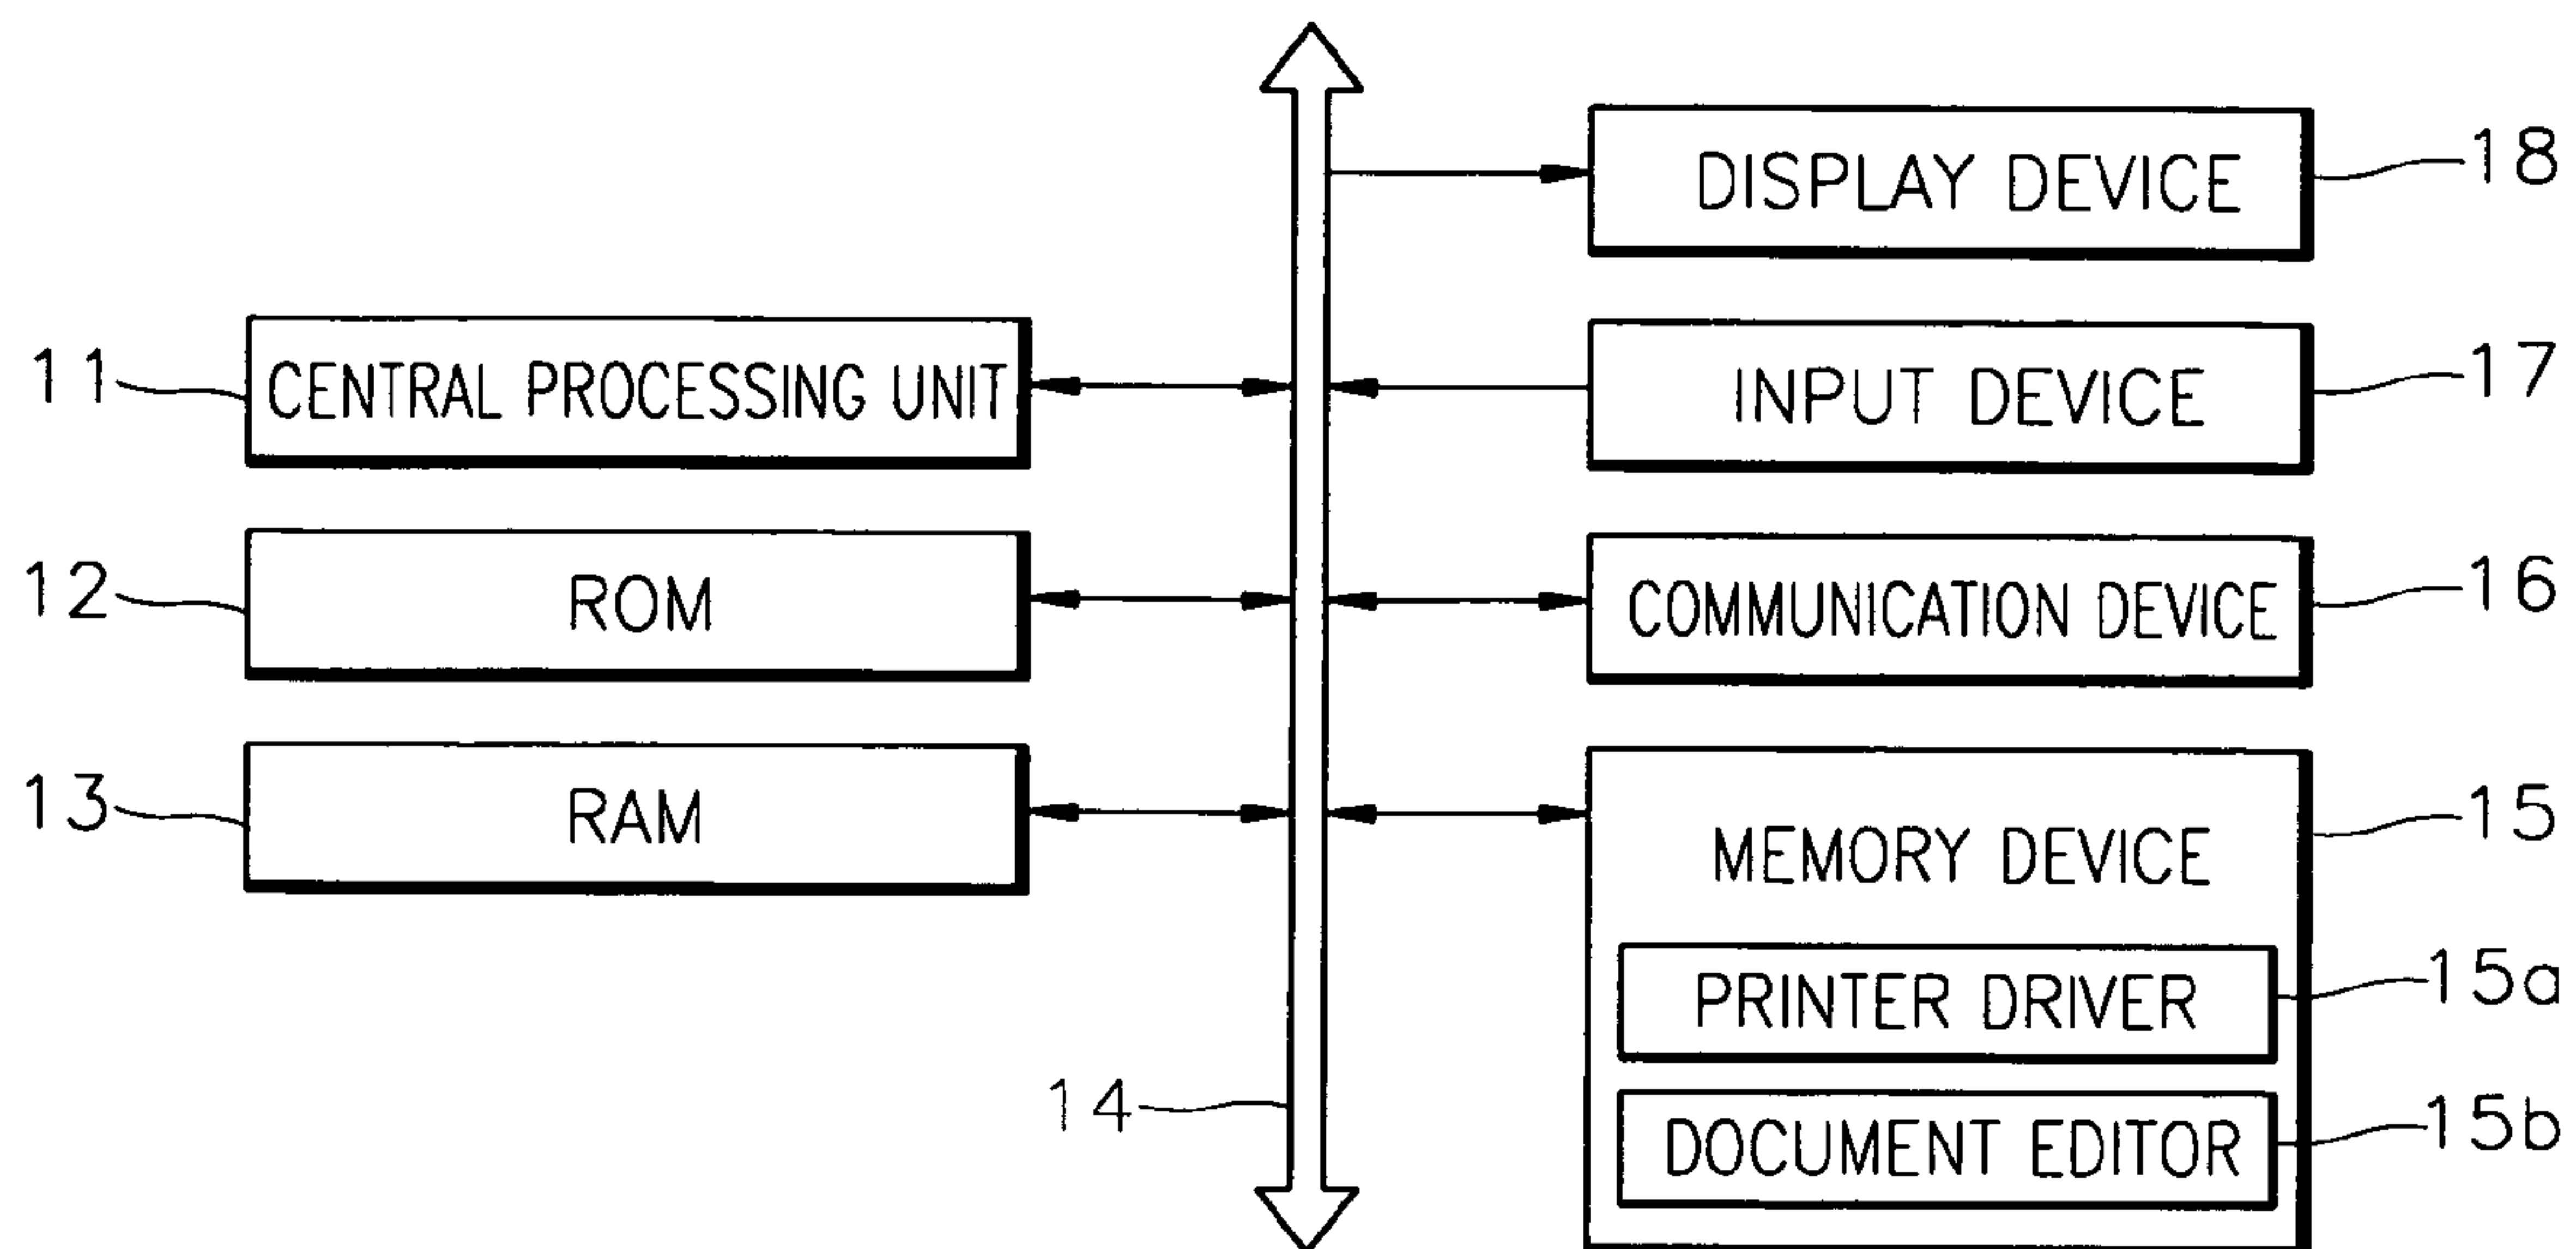 DISPLAY DEVICE 18
11 CENTRAL PROCESSING UNIT INPUT DEVICE 17
12 ROM COMMUNICATION DEVICE 16
13 RAM MEMORY DEVICE 15
PRINTER DRIVER 15a
14 DOCUMENT EDITOR 15b